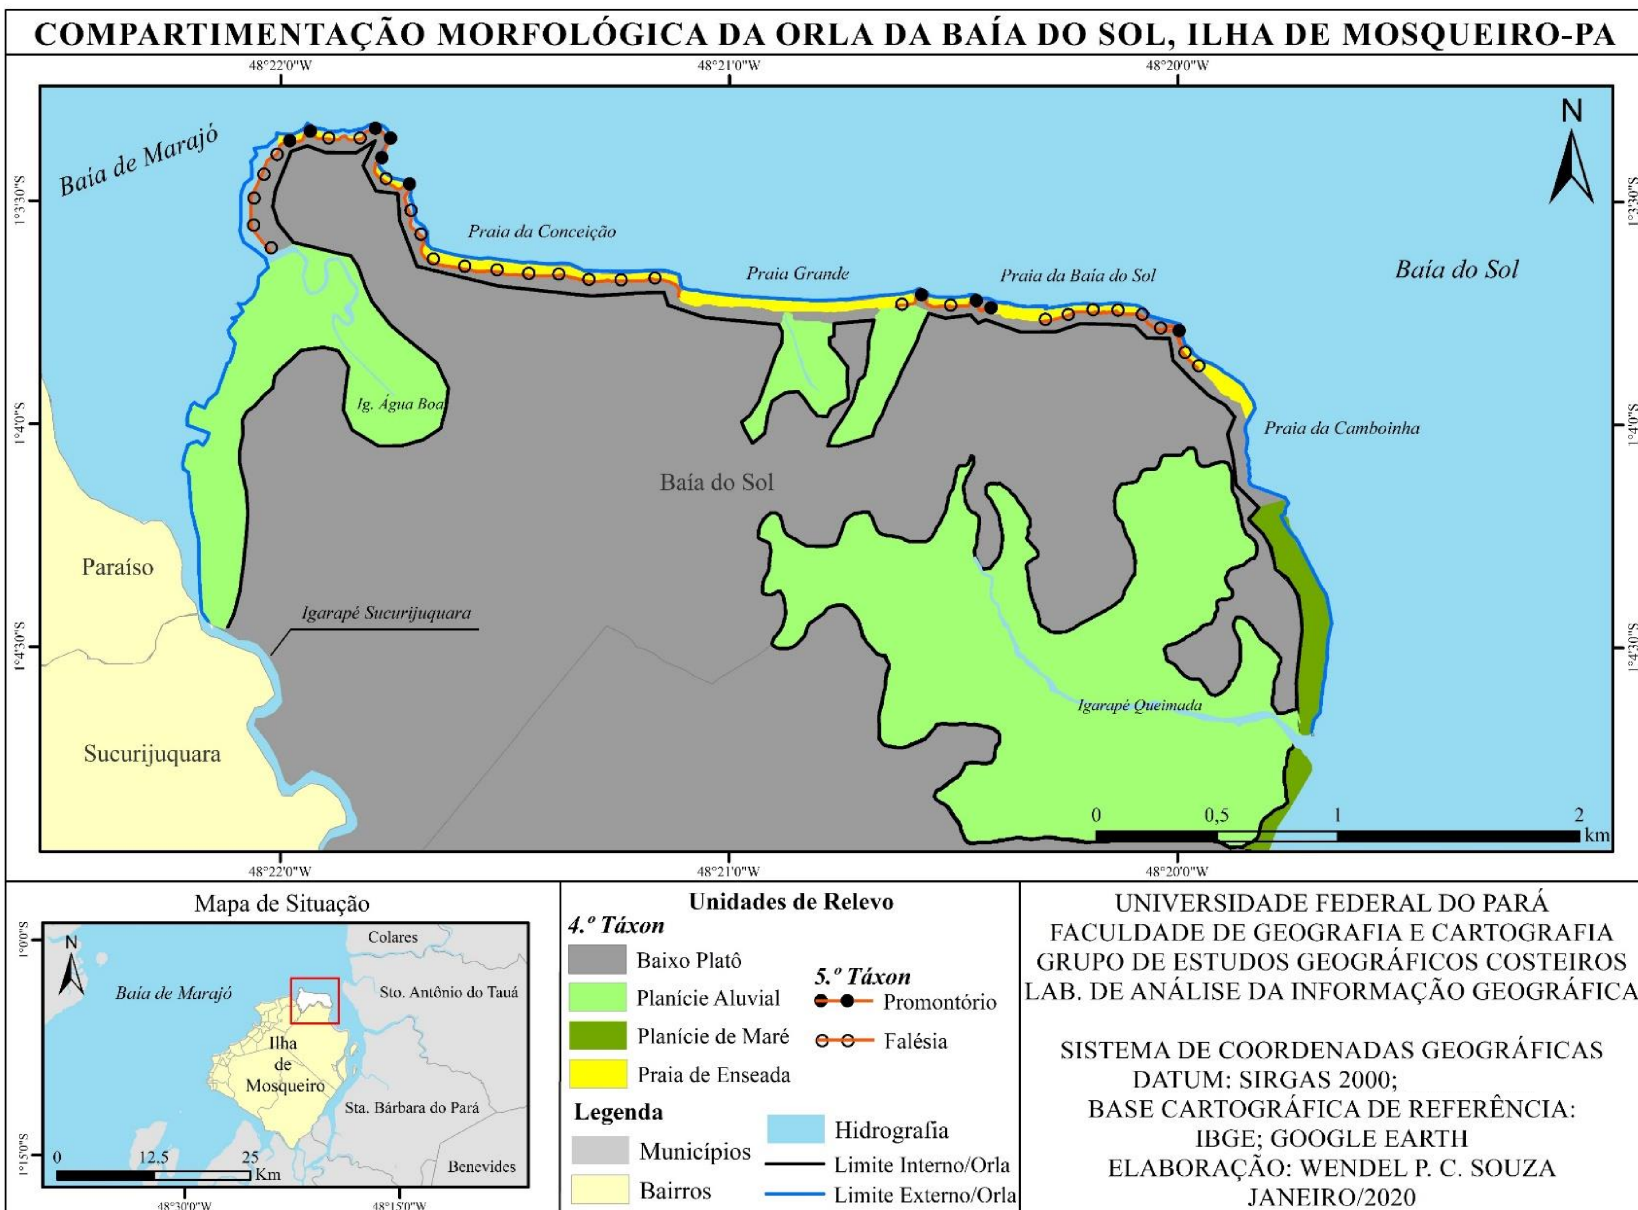 COMPARTIMENTAÇÃO MORFOLÓGICA DA ORLA DA BAÍA DO SOL, ILHA DE MOSQUEIRO-PA
48°22'0"W
48°21'0"W
48°20'0"W
N
Baía de Marajó
1°3'30"S
1°3'30"S
Praia da Conceição
Praia Grande
Praia da Baía do Sol
Baía do Sol
Ig. Água Boa
1°4'0"S
1°4'0"S
Praia da Camboinha
Baía do Sol
Paraíso
Igarapé Sucurijuquara
1°4'30"S
1°4'30"S
Igarapé Queimada
Sucurijuquara
0
0,5
1
2
km
48°22'0"W
48°21'0"W
48°20'0"W
Mapa de Situação
1°0'0"S
N
Colares
Baía de Marajó
Sto. Antônio do Tauá
Ilha
de
Mosqueiro
Sta. Bárbara do Pará
0
12,5
25
Km
Benevides
1°15'0"S
48°30'0"W
48°15'0"W
Unidades de Relevo
4.º Táxon
Baixo Platô
Planície Aluvial
Planície de Maré
Praia de Enseada
5.º Táxon
Promontório
Falésia
Legenda
Municípios
Bairros
Hidrografia
Limite Interno/Orla
Limite Externo/Orla
UNIVERSIDADE FEDERAL DO PARÁ
FACULDADE DE GEOGRAFIA E CARTOGRAFIA
GRUPO DE ESTUDOS GEOGRÁFICOS COSTEIROS
LAB. DE ANÁLISE DA INFORMAÇÃO GEOGRÁFICA
SISTEMA DE COORDENADAS GEOGRÁFICAS
DATUM: SIRGAS 2000;
BASE CARTOGRÁFICA DE REFERÊNCIA:
IBGE; GOOGLE EARTH
ELABORAÇÃO: WENDEL P. C. SOUZA
JANEIRO/2020